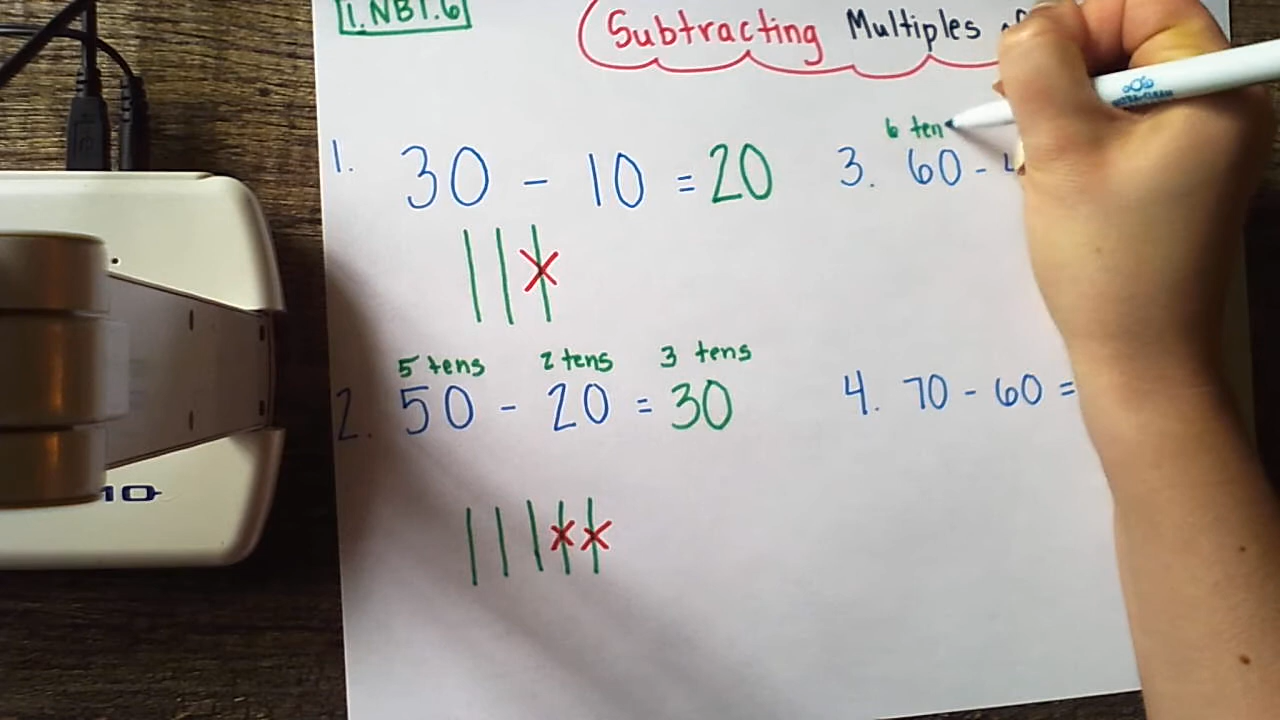 1.NBT.6
Subtracting Multiples
1. 30 - 10 = 20
5 tens 2 tens 3 tens
2. 50 - 20 = 30
6 ten
3. 60 -
4. 70 - 60 =